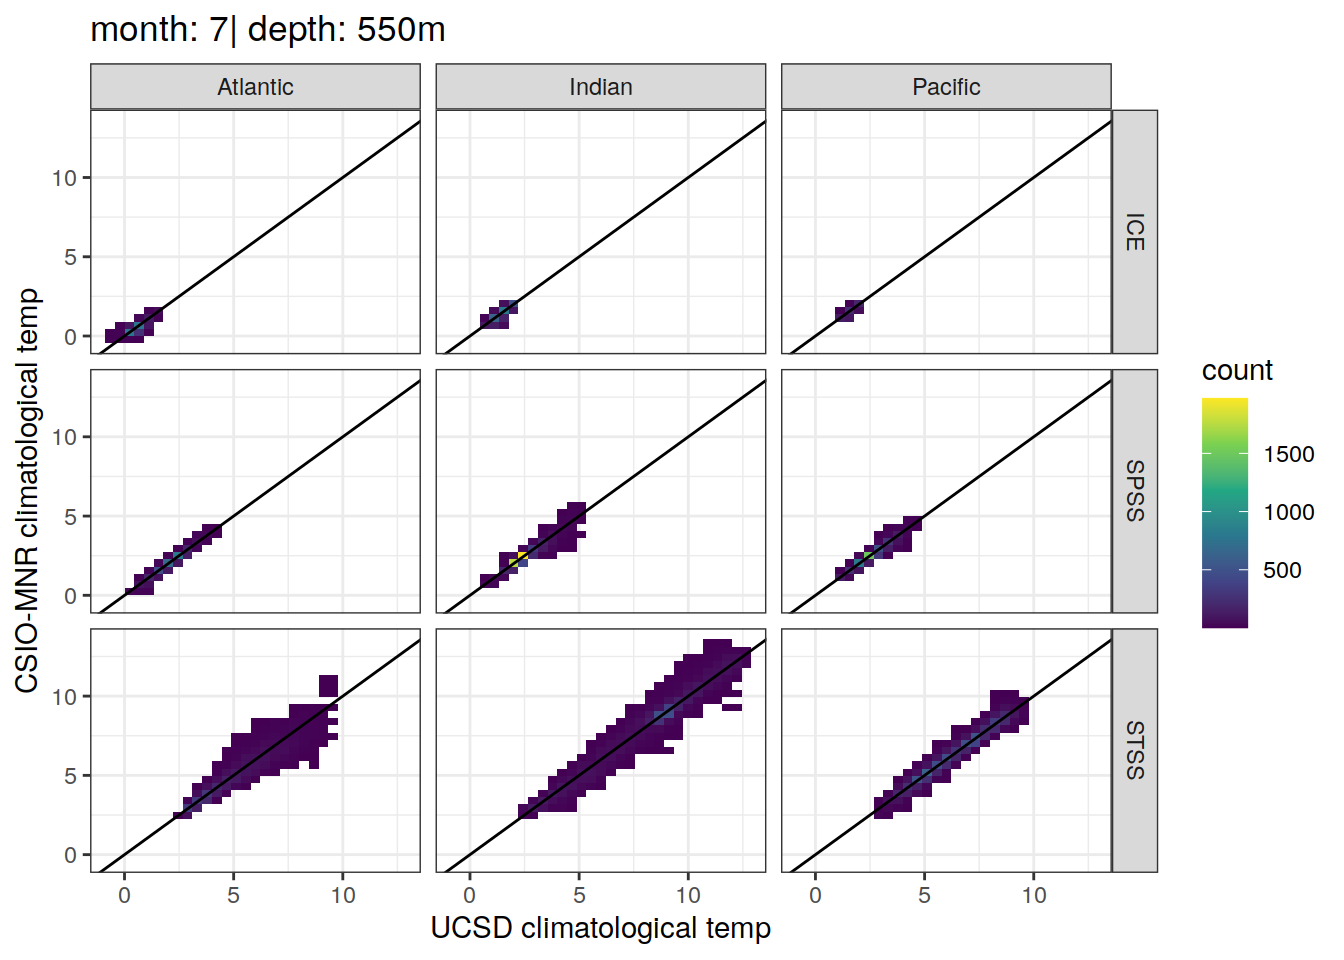 month: 7| depth: 550m
Atlantic
Indian
Pacific
10
5
0
ICE
10
5
0
SPSS
10
5
0
STSS
0
5
10
0
5
10
0
5
10
UCSD climatological temp
CSIO-MNR climatological temp
count
1500
1000
500